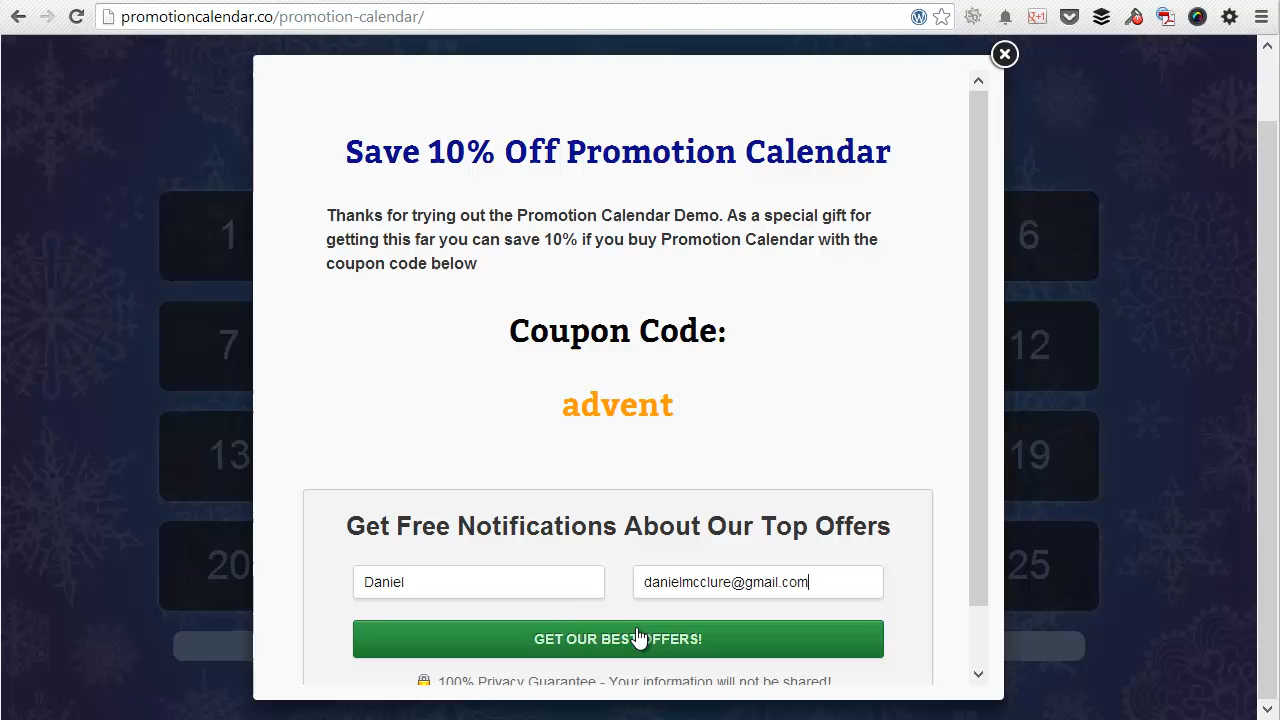 promotioncalendar.co/promotion-calendar/
Save 10% Off Promotion Calendar
Thanks for trying out the Promotion Calendar Demo. As a special gift for
getting this far you can save 10% if you buy Promotion Calendar with the
coupon code below
Coupon Code:
advent
Get Free Notifications About Our Top Offers
Daniel
danielmcclure@gmail.com
GET OUR BEST OFFERS!
100% Privacy Guarantee - Your information will not be shared!
1
6
7
12
13
19
20
25